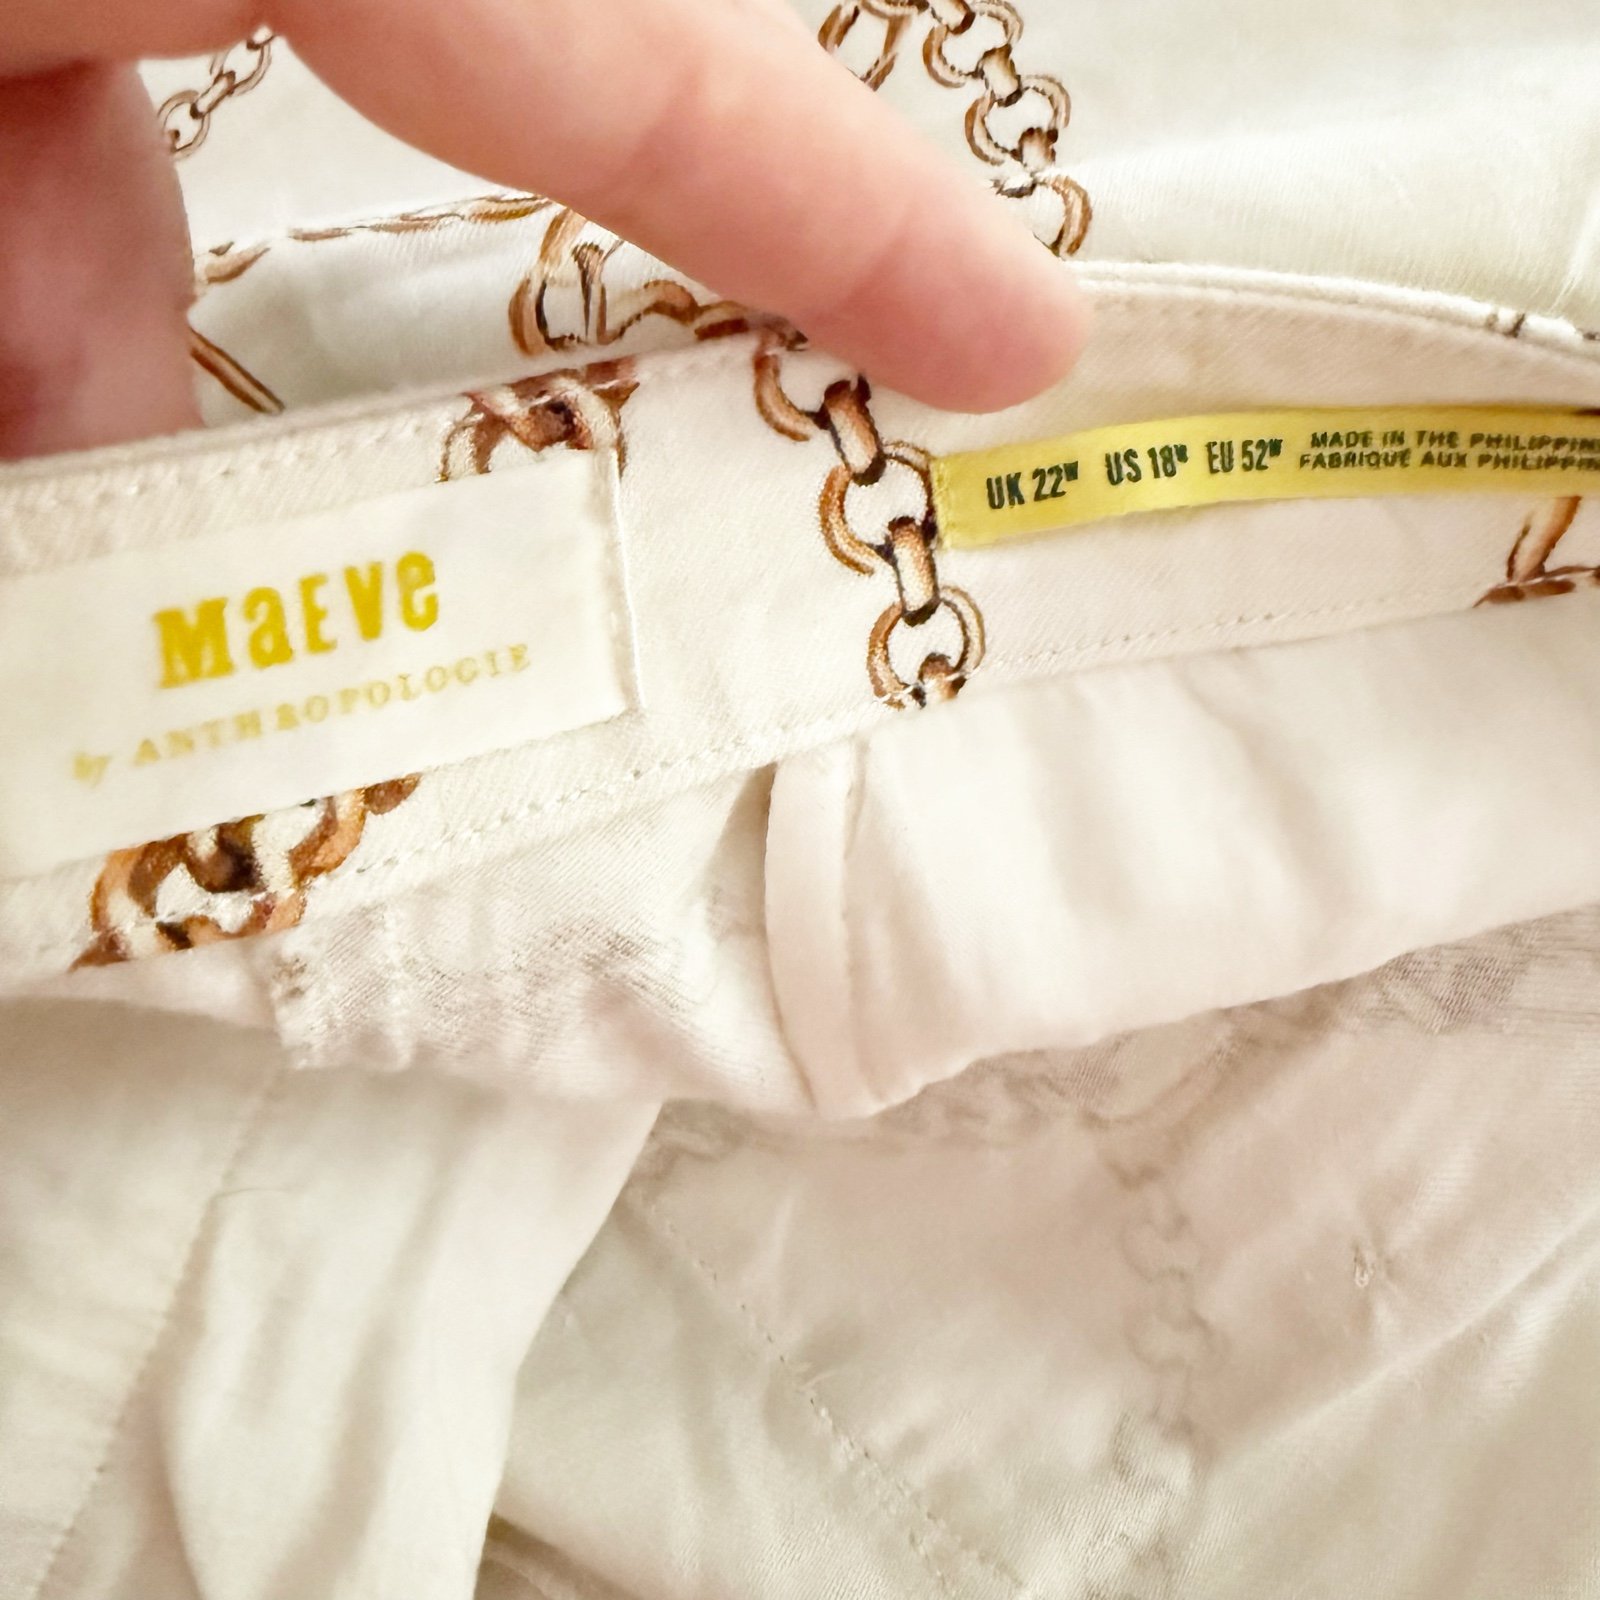 MaEVe
by ANTHROPOLOGIE
UK 22W US 18W EU 52W
MADE IN THE PHILIPPIN
FABRIQUÉ AUX PHILIPPIN